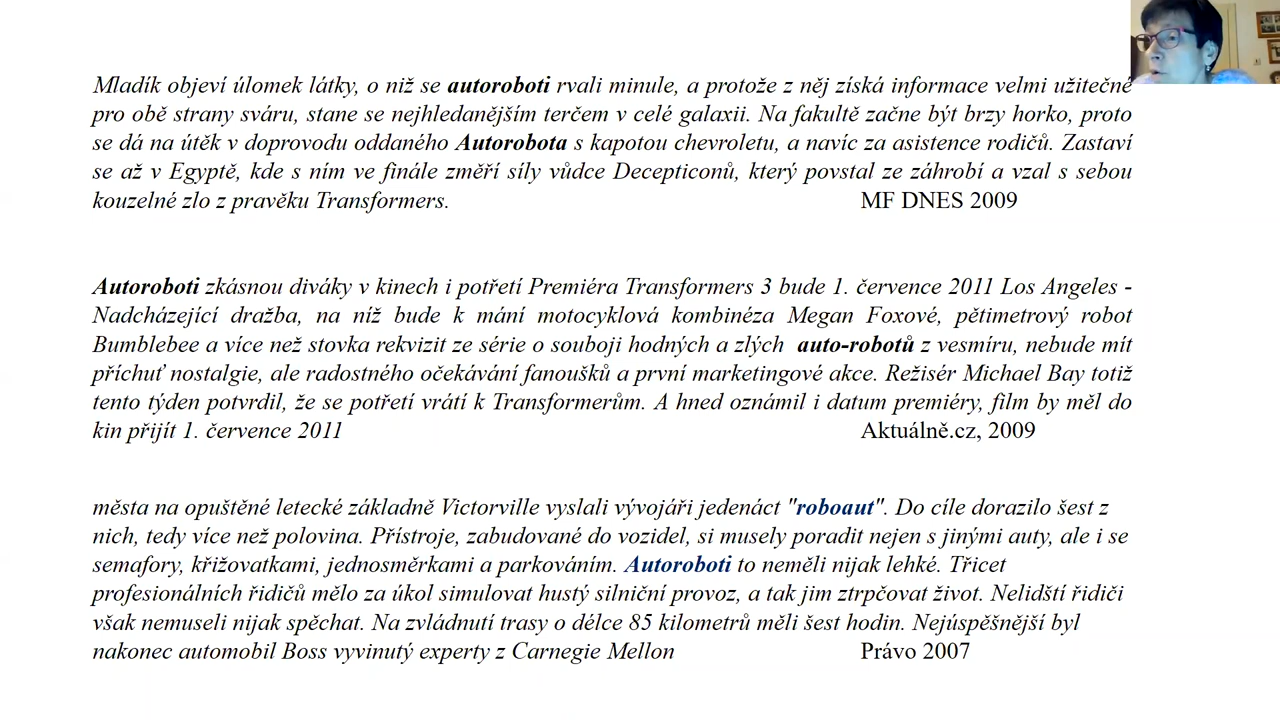 Mladík objeví úlomek látky, o niž se autoroboti rvali minule, a protože z něj získá informace velmi užitečné
pro obě strany sváru, stane se nejhledanějším terčem v celé galaxii. Na fakultě začne být brzy horko, proto
se dá na útěk v doprovodu oddaného Autorobota s kapotou chevroletu, a navíc za asistence rodičů. Zastaví
se až v Egyptě, kde s ním ve finále změří síly vůdce Decepticonů, který povstal ze záhrobí a vzal s sebou
kouzelné zlo z pravěku Transformers. MF DNES 2009
Autoroboti zkásnou diváky v kinech i potřetí Premiéra Transformers 3 bude 1. července 2011 Los Angeles -
Nadcházející dražba, na níž bude k mání motocyklová kombinéza Megan Foxové, pětimetrový robot
Bumblebee a více než stovka rekvizit ze série o souboji hodných a zlých auto-robotů z vesmíru, nebude mít
příchuť nostalgie, ale radostného očekávání fanoušků a první marketingové akce. Režisér Michael Bay totiž
tento týden potvrdil, že se potřetí vrátí k Transformerům. A hned oznámil i datum premiéry, film by měl do
kin přijít 1. července 2011 Aktuálně.cz, 2009
města na opuštěné letecké základně Victorville vyslali vývojáři jedenáct "roboaut". Do cíle dorazilo šest z
nich, tedy více než polovina. Přístroje, zabudované do vozidel, si musely poradit nejen s jinými auty, ale i se
semafory, křižovatkami, jednosměrkami a parkováním. Autoroboti to neměli nijak lehké. Třicet
profesionálních řidičů mělo za úkol simulovat hustý silniční provoz, a tak jim ztrpčovat život. Nelidští řidiči
však nemuseli nijak spěchat. Na zvládnutí trasy o délce 85 kilometrů měli šest hodin. Nejúspěšnější byl
nakonec automobil Boss vyvinutý experty z Carnegie Mellon Právo 2007